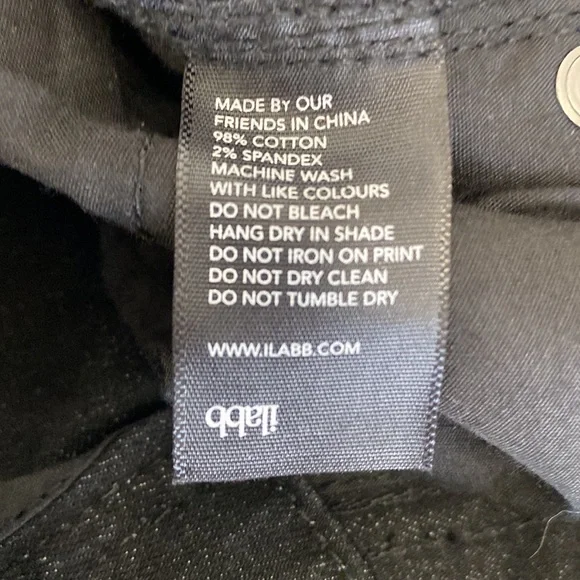 MADE BY OUR
FRIENDS IN CHINA
98% COTTON
2% SPANDEX
MACHINE WASH
WITH LIKE COLOURS
DO NOT BLEACH
HANG DRY IN SHADE
DO NOT IRON ON PRINT
DO NOT DRY CLEAN
DO NOT TUMBLE DRY
WWW.ILABB.COM
ilabb